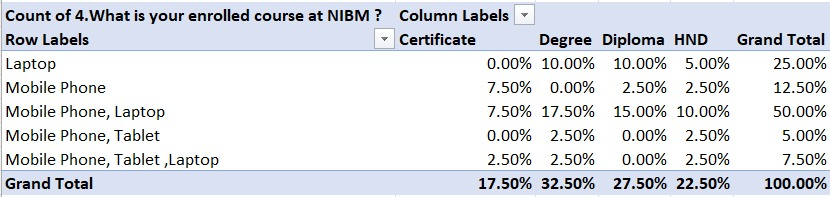 Count of 4.What is your enrolled course at NIBM ? Column Labels
Row Labels Certificate Degree Diploma HND Grand Total
Laptop 0.00% 10.00% 10.00% 5.00% 25.00%
Mobile Phone 7.50% 0.00% 2.50% 2.50% 12.50%
Mobile Phone, Laptop 7.50% 17.50% 15.00% 10.00% 50.00%
Mobile Phone, Tablet 0.00% 2.50% 0.00% 2.50% 5.00%
Mobile Phone, Tablet ,Laptop 2.50% 2.50% 0.00% 2.50% 7.50%
Grand Total 17.50% 32.50% 27.50% 22.50% 100.00%